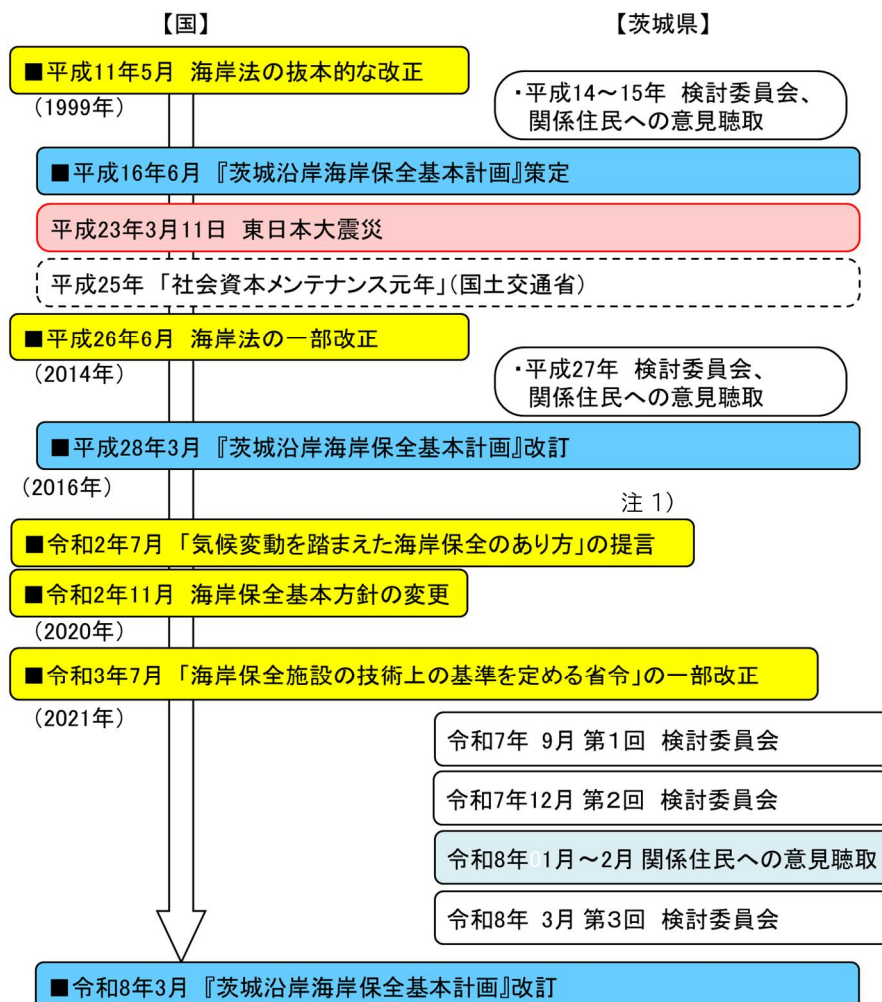 【国】
【茨城県】
■平成11年5月 海岸法の抜本的な改正
(1999年)
・平成14～15年 検討委員会、
関係住民への意見聴取
■平成16年6月 『茨城沿岸海岸保全基本計画』策定
平成23年3月11日 東日本大震災
平成25年 「社会資本メンテナンス元年」(国土交通省)
■平成26年6月 海岸法の一部改正
(2014年)
・平成27年 検討委員会、
関係住民への意見聴取
■平成28年3月 『茨城沿岸海岸保全基本計画』改訂
(2016年)
注1)
■令和2年7月 「気候変動を踏まえた海岸保全のあり方」の提言
■令和2年11月 海岸保全基本方針の変更
(2020年)
■令和3年7月 「海岸保全施設の技術上の基準を定める省令」の一部改正
(2021年)
令和7年 9月 第1回 検討委員会
令和7年12月 第2回 検討委員会
令和8年01月～2月 関係住民への意見聴取
令和8年 3月 第3回 検討委員会
■令和8年3月 『茨城沿岸海岸保全基本計画』改訂